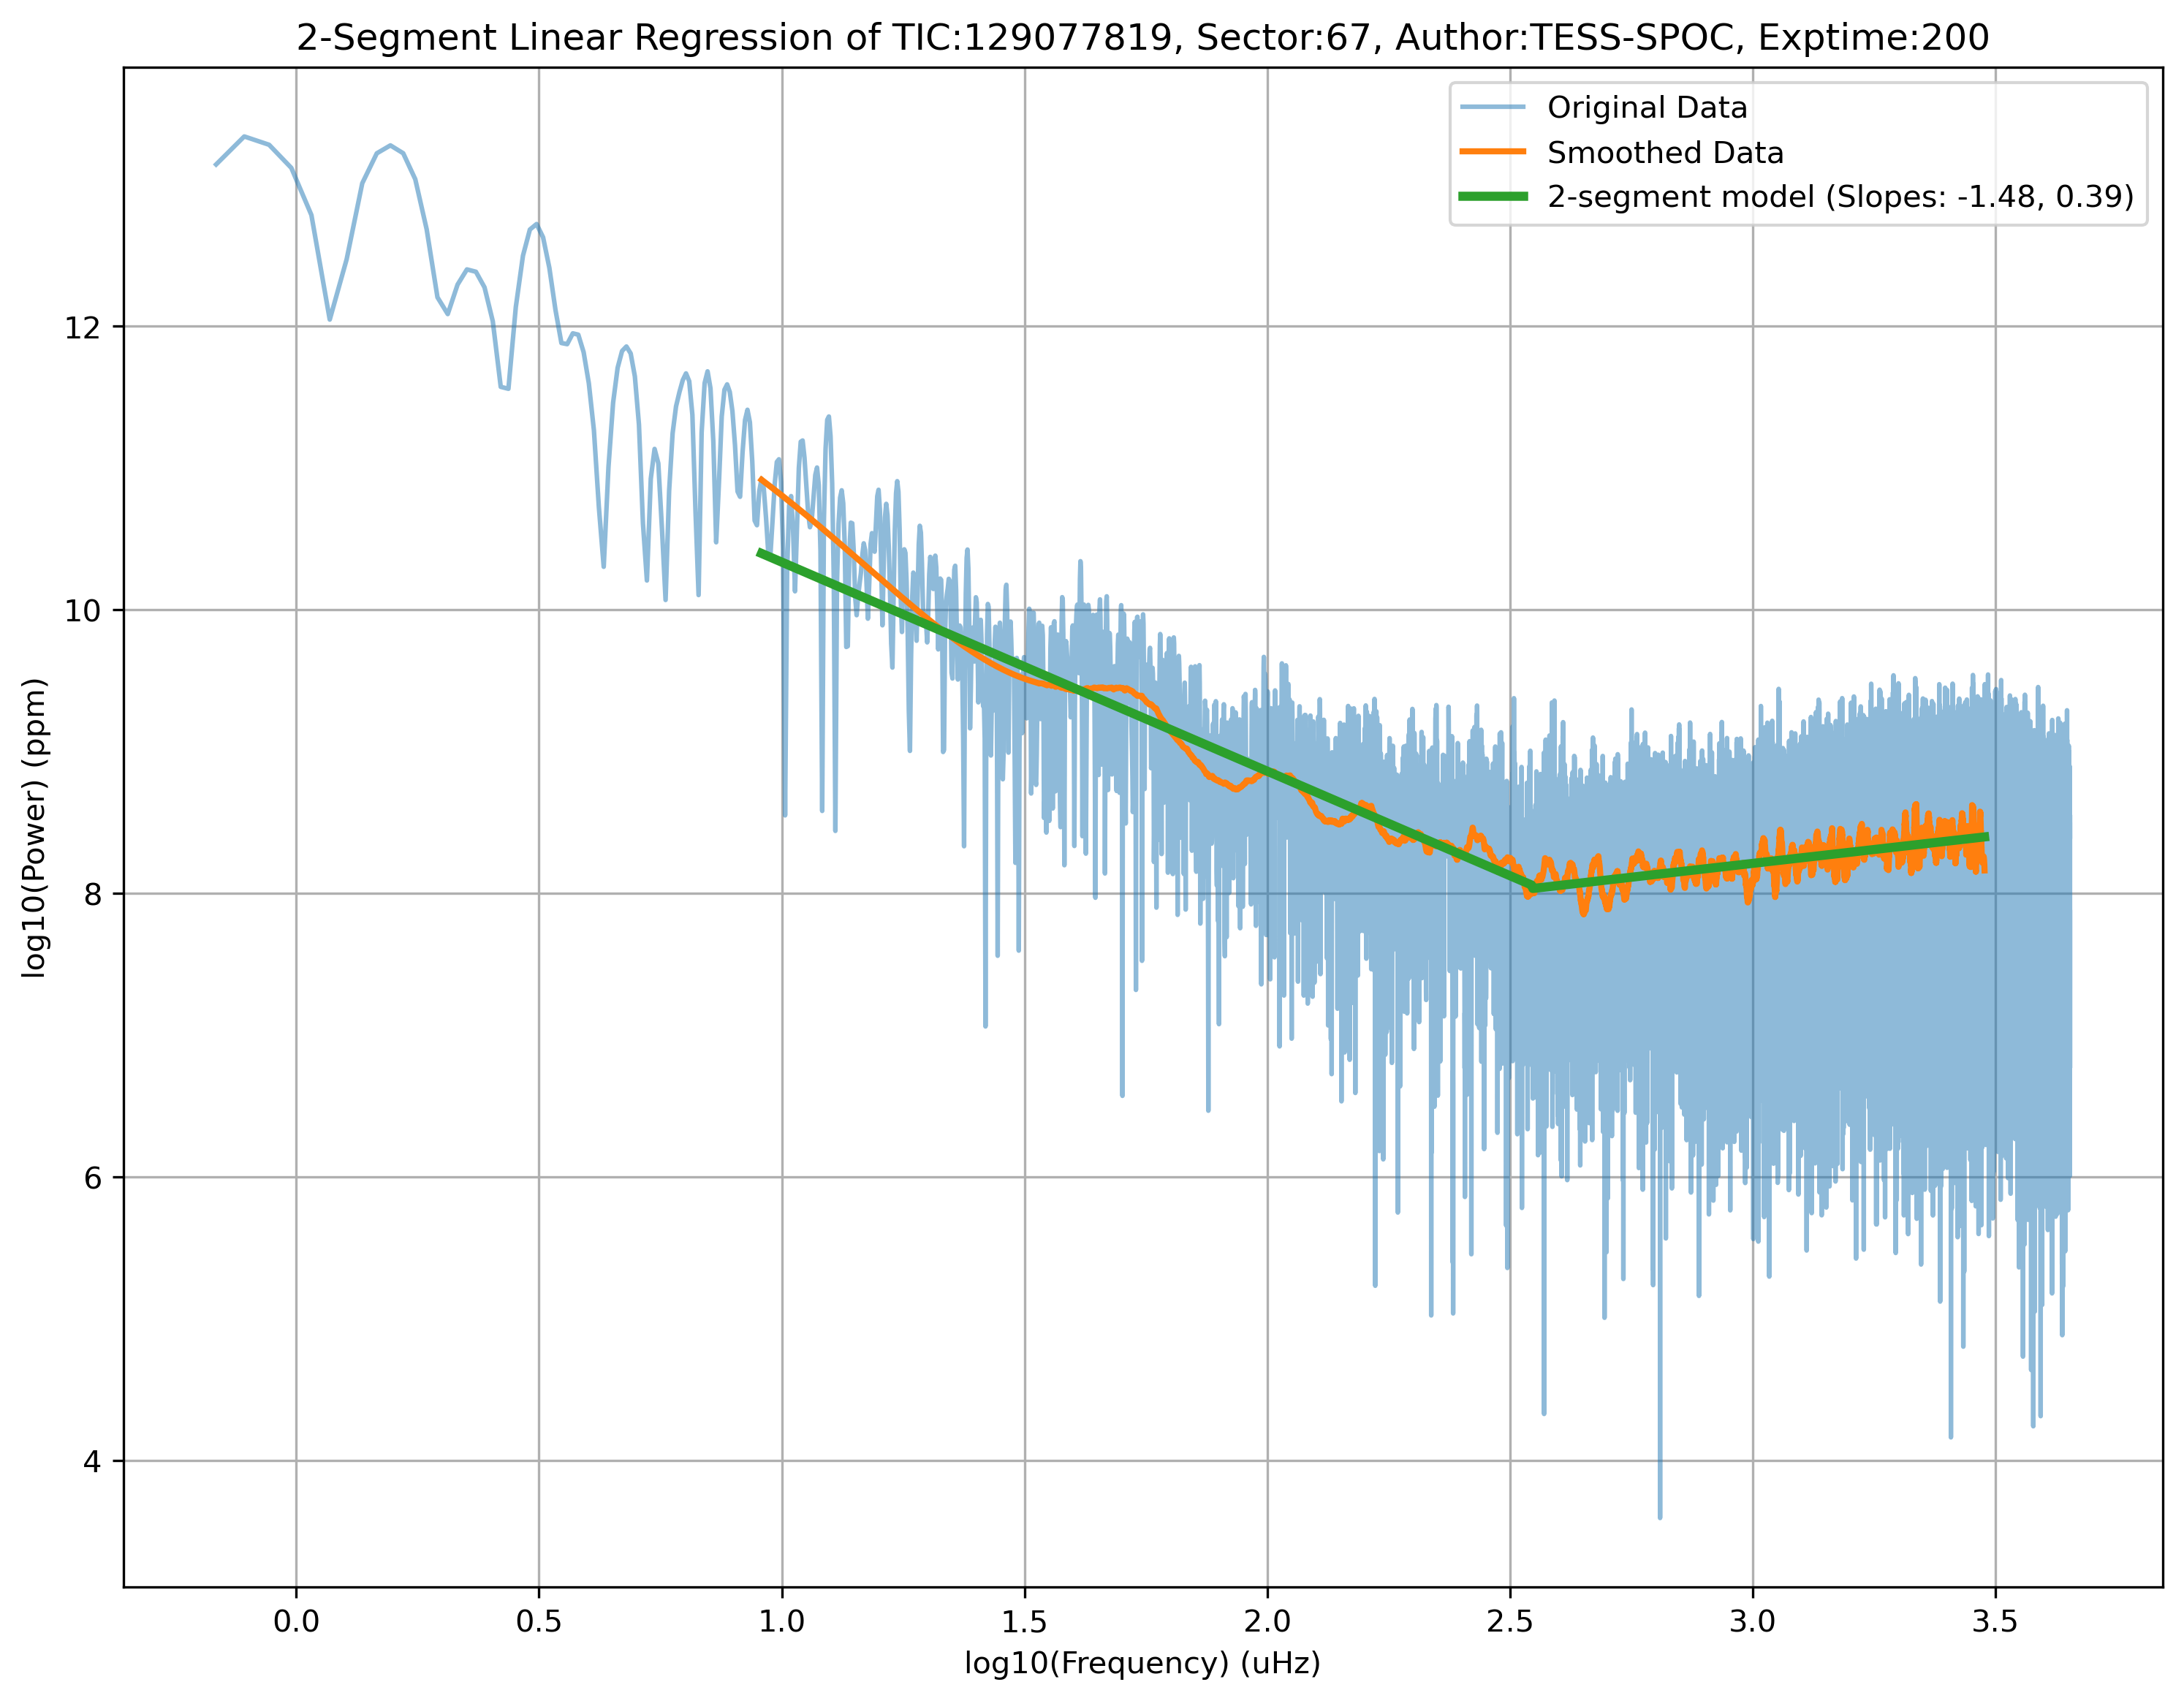 2-Segment Linear Regression of TIC:129077819, Sector:67, Author:TESS-SPOC, Exptime:200
Original Data
Smoothed Data
2-segment model (Slopes: -1.48, 0.39)
log10(Power) (ppm)
12
10
8
6
4
0.0 0.5 1.0 1.5 2.0 2.5 3.0 3.5
log10(Frequency) (uHz)